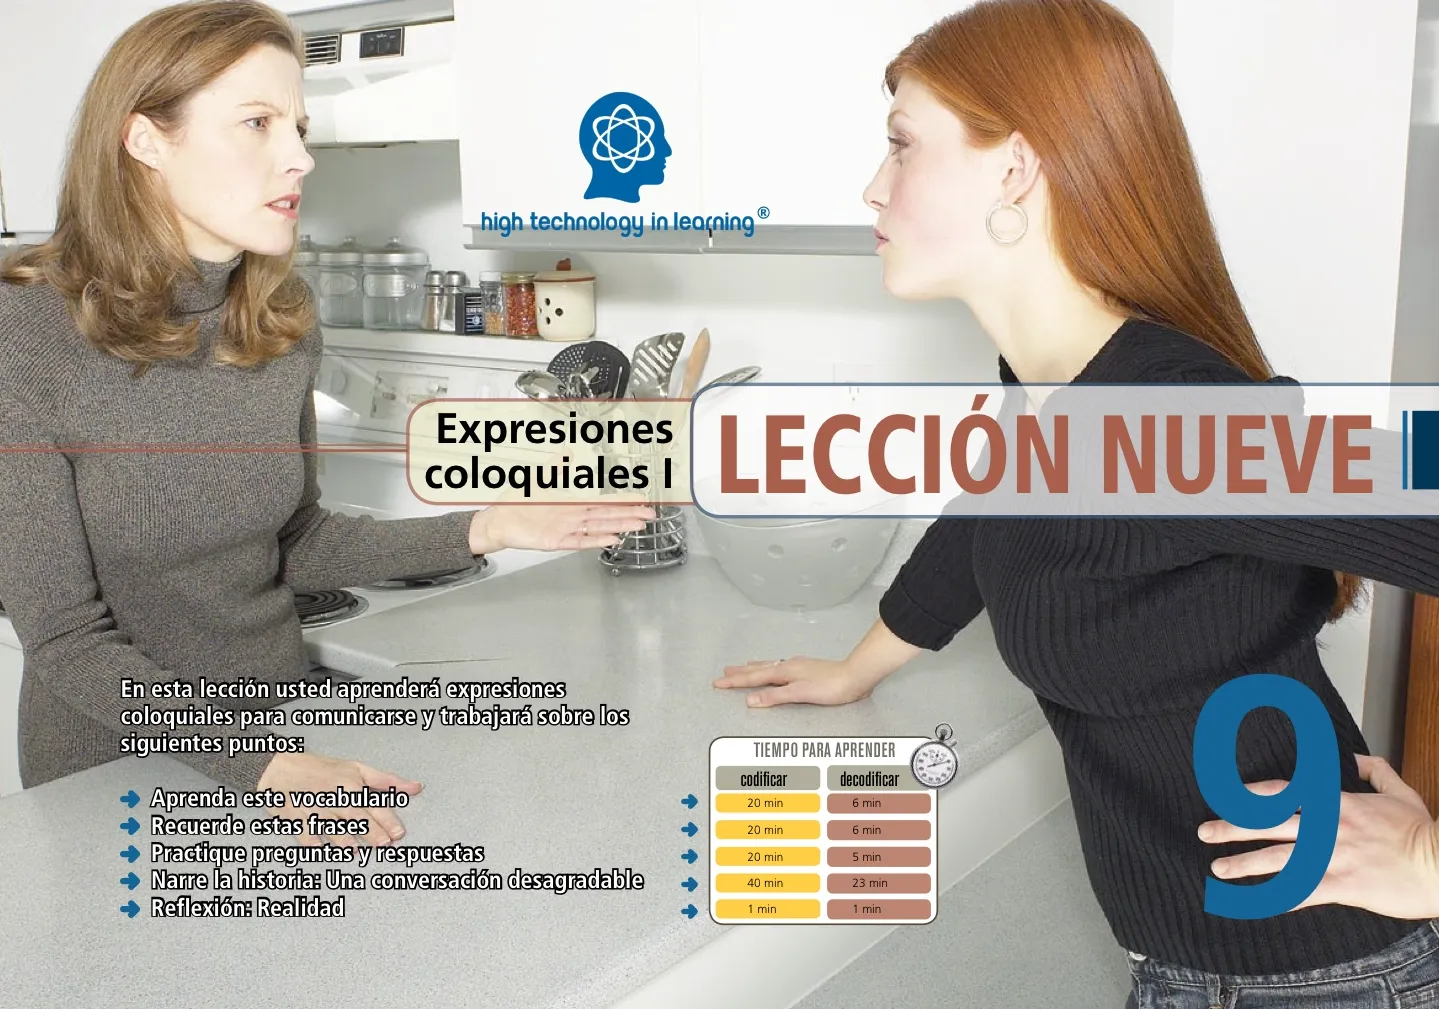 high technology in learning®
Expresiones
coloquiales I
LECCIÓN NUEVE
En esta lección usted aprenderá expresiones
coloquiales para comunicarse y trabajará sobre los
siguientes puntos:
Aprenda este vocabulario
Recuerde estas frases
Practique preguntas y respuestas
Narre la historia: Una conversación desagradable
Reflexión: Realidad
TIEMPO PARA APRENDER
codificar decodificar
20 min 6 min
20 min 6 min
20 min 5 min
40 min 23 min
1 min 1 min
9